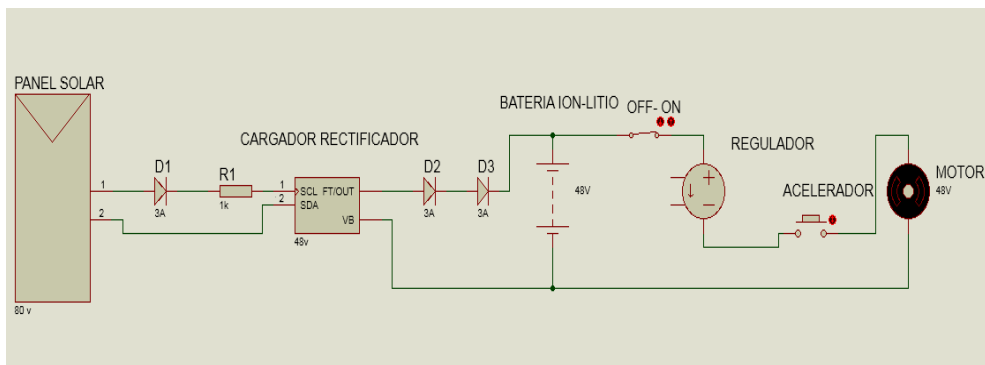 PANEL SOLAR
1
2
80 v
D1
3A
R1
1k
CARGADOR RECTIFICADOR
1
2
SCL FT/OUT
SDA
VB
48v
D2
3A
D3
3A
BATERIA ION-LITIO
48V
OFF- ON
REGULADOR
ACELERADOR
MOTOR
48V